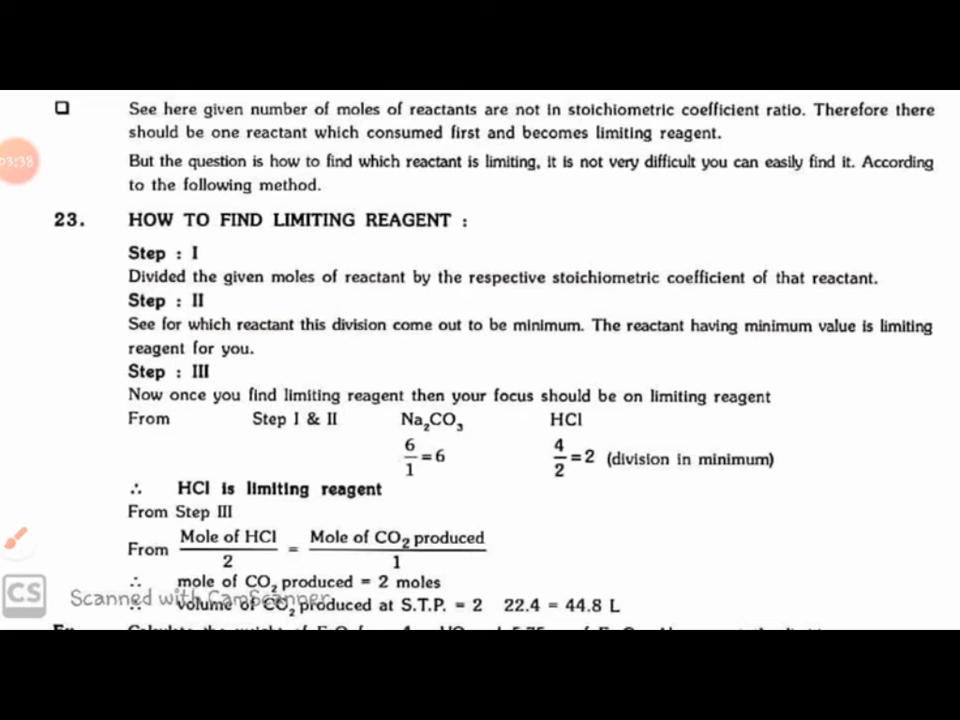 ☐ See here given number of moles of reactants are not in stoichiometric coefficient ratio. Therefore there
should be one reactant which consumed first and becomes limiting reagent.
03:38
But the question is how to find which reactant is limiting, it is not very difficult you can easily find it. According
to the following method.
23. HOW TO FIND LIMITING REAGENT :
Step : I
Divided the given moles of reactant by the respective stoichiometric coefficient of that reactant.
Step : II
See for which reactant this division come out to be minimum. The reactant having minimum value is limiting
reagent for you.
Step : III
Now once you find limiting reagent then your focus should be on limiting reagent
From Step I & II Na₂CO₃ HCl
6/1 = 6 4/2 = 2 (division in minimum)
∴ HCl is limiting reagent
From Step III
From Mole of HCl/2 = Mole of CO₂ produced/1
∴ mole of CO₂ produced = 2 moles
CS Scanned with CamScanner
∴ volume of CO₂ produced at S.T.P. = 2 22.4 = 44.8 L